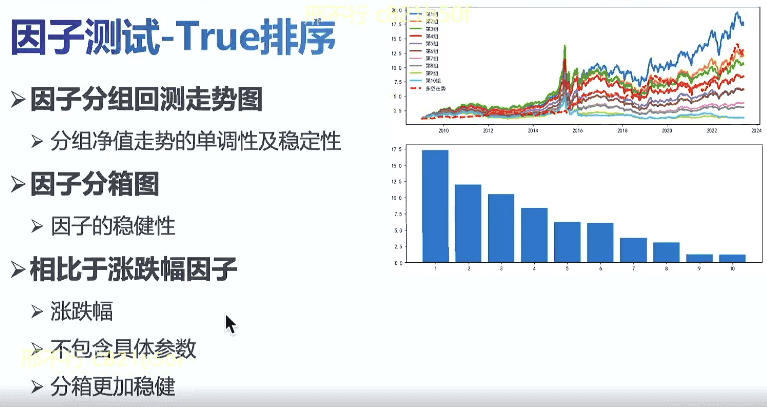 因子测试-True排序
➢因子分组回测走势图
➢分组净值走势的单调性及稳定性
➢因子分箱图
➢因子的稳健性
➢相比于涨跌幅因子
➢涨跌幅
➢不包含具体参数
➢分箱更加稳健
20.0
17.5
15.0
12.5
10.0
7.5
5.0
2.5
第3组
第4组
第5组
第6组
第7组
第8组
第9组
第10组
多空走势
2010 2012 2014 2016 2018 2020 2022 2024
17.5
15.0
12.5
10.0
7.5
5.0
2.5
0.0
1 2 3 4 5 6 7 8 9 10